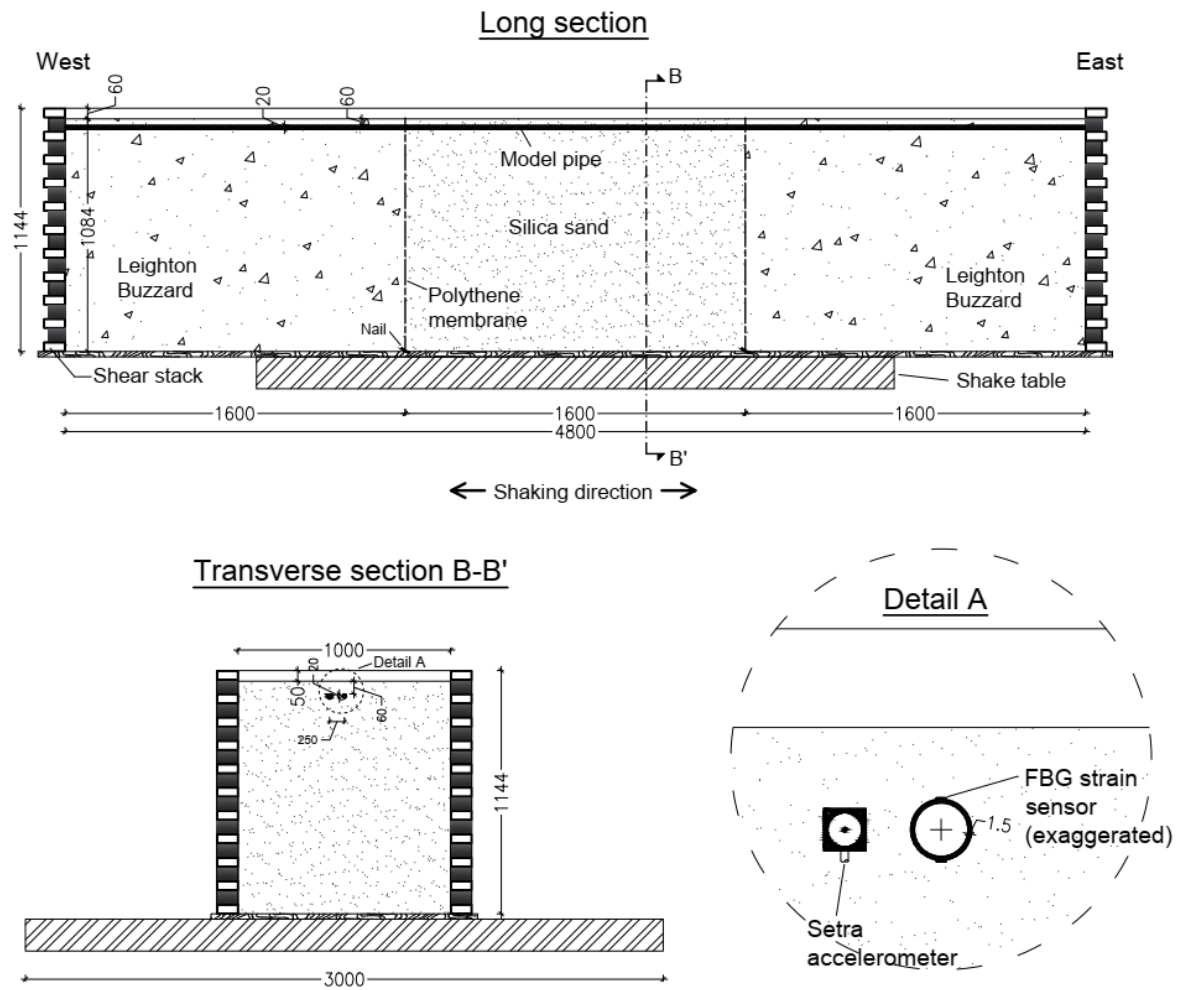 Long section
West
East
B
60
20
60
Model pipe
1144
1084
Silica sand
Leighton
Buzzard
Leighton
Buzzard
Polythene
membrane
Nail
Shear stack
Shake table
1600
1600
1600
4800
B'
Shaking direction
Transverse section B-B'
Detail A
1000
20
Detail A
50
60
250
1144
3000
FBG strain
sensor
(exaggerated)
1.5
Setra
accelerometer